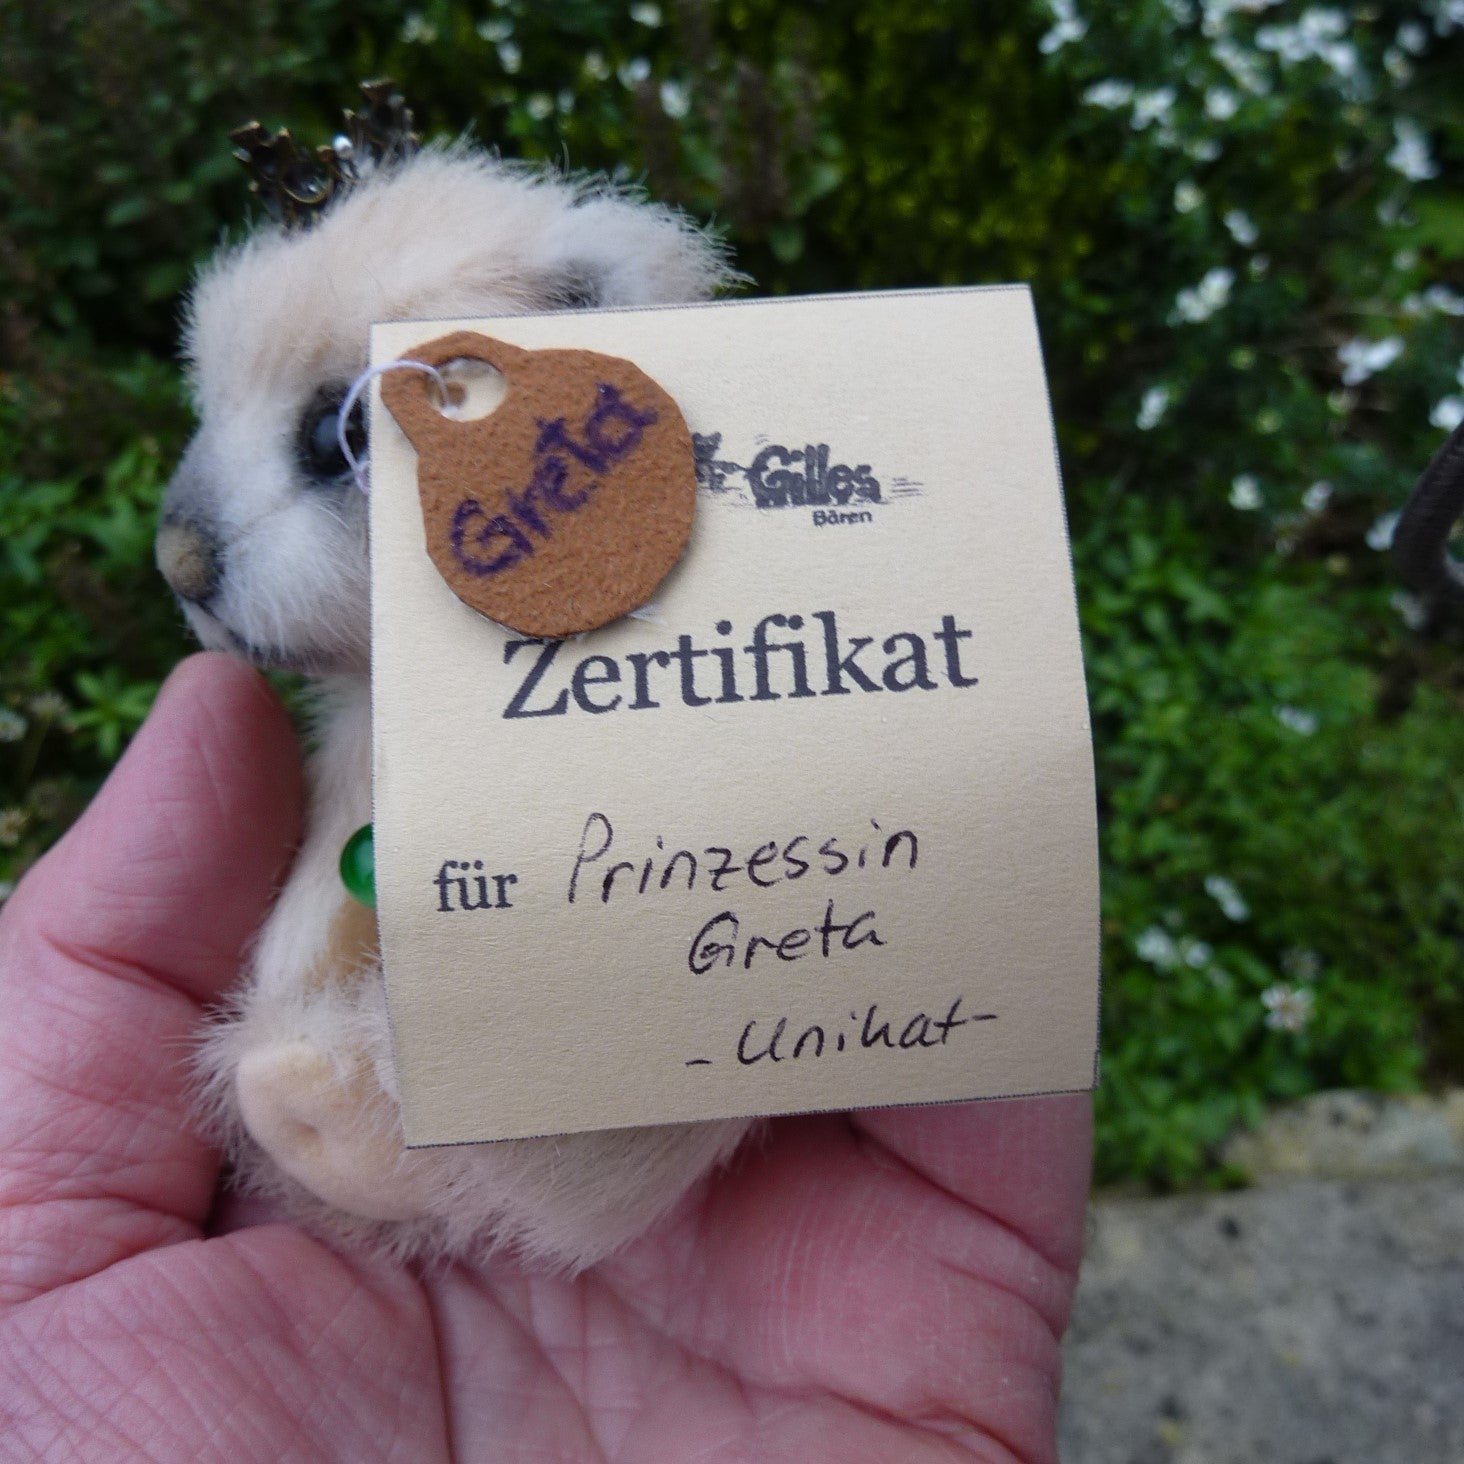 Greta
Gilles
Bären
Zertifikat
für Prinzessin
Greta
- Unikat -